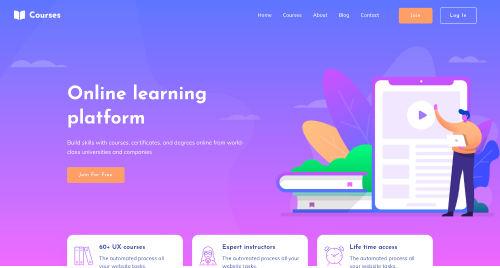 Courses
Home Courses About Blog Contact Join Log In
Online learning
platform
Build skills with courses, certificates, and degrees online from world-
class universities and companies
Join For Free
60+ UX courses
The automated process all
your website tasks.
Expert instructors
The automated process all your
website tasks.
Life time access
The automated process all
your website tasks.